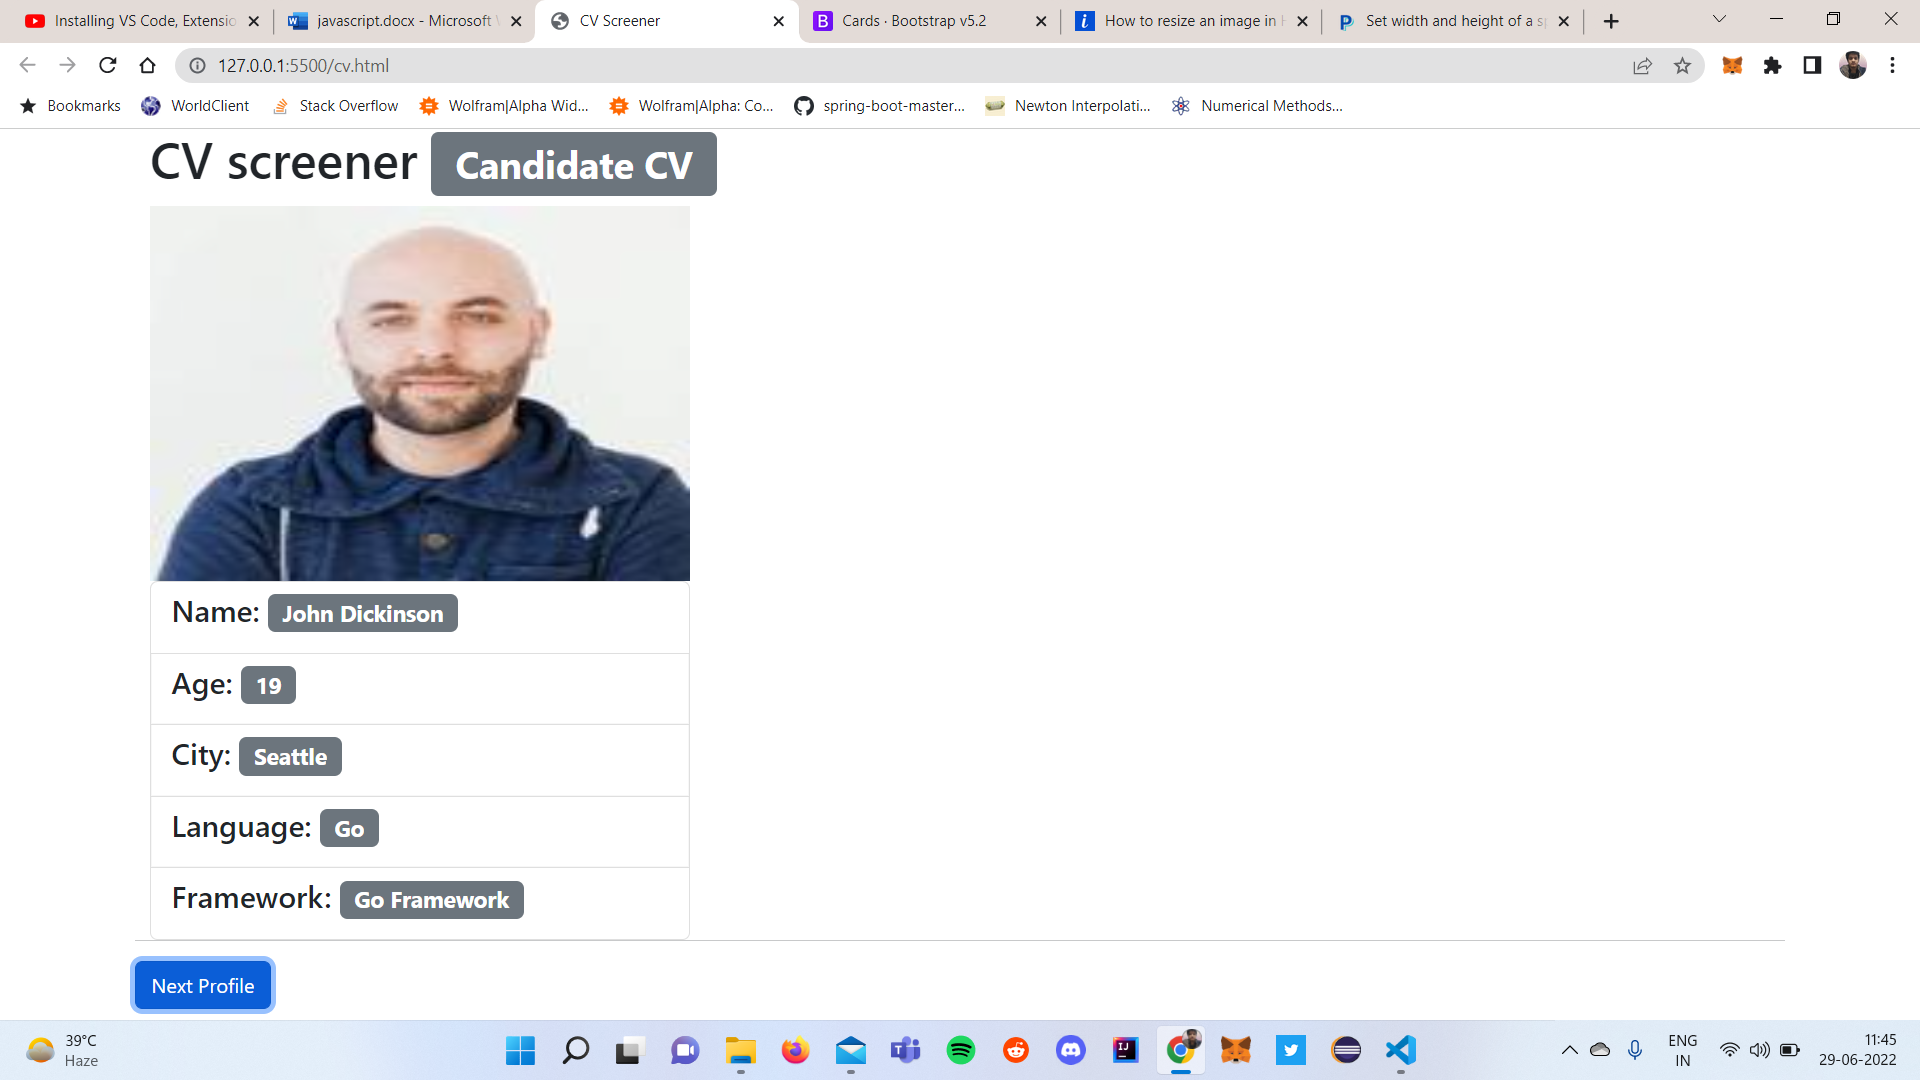 Installing VS Code, Extensio
javascript.docx - Microsoft
CV Screener
Cards · Bootstrap v5.2
How to resize an image in
Set width and height of a
127.0.0.1:5500/cv.html
Bookmarks
WorldClient
Stack Overflow
Wolfram|Alpha Wid...
Wolfram|Alpha: Co...
spring-boot-master...
Newton Interpolati...
Numerical Methods...
CV screener Candidate CV
Name: John Dickinson
Age: 19
City: Seattle
Language: Go
Framework: Go Framework
Next Profile
39°C
Haze
ENG
IN
11:45
29-06-2022